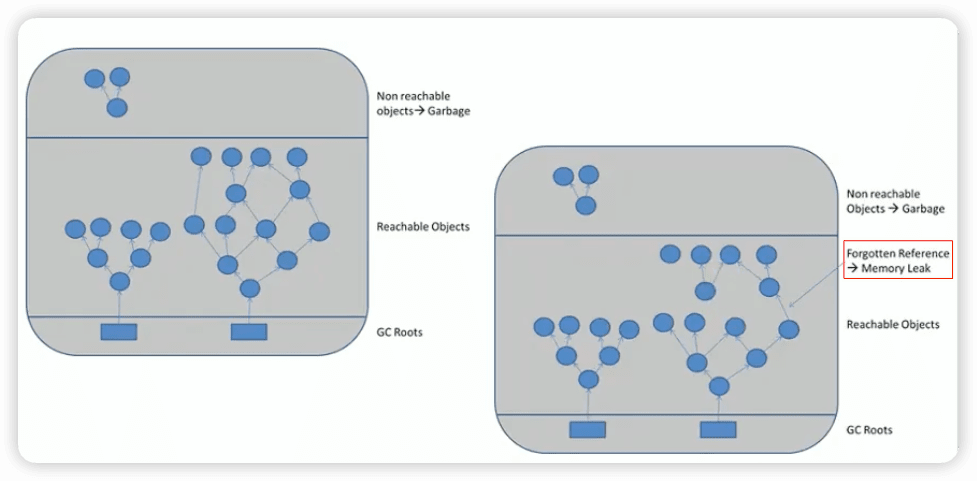 Non reachable
objects→ Garbage
Reachable Objects
GC Roots
Non reachable
Objects → Garbage
Forgotten Reference
→ Memory Leak
Reachable Objects
GC Roots